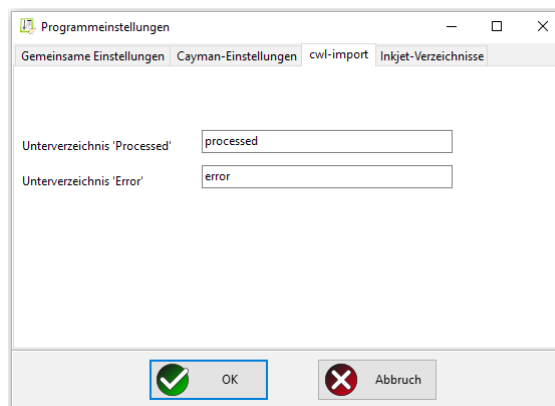 Programmeinstellungen
Gemeinsame Einstellungen Cayman-Einstellungen cwl-import Inkjet-Verzeichnisse
Unterverzeichnis 'Processed' processed
Unterverzeichnis 'Error' error
OK Abbruch